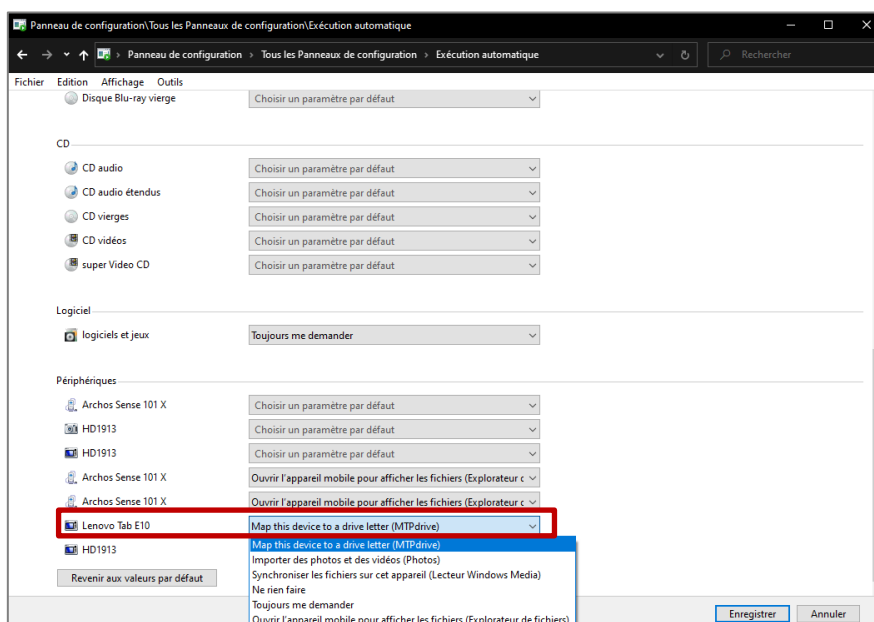 Panneau de configuration\Tous les Panneaux de configuration\Exécution automatique
Panneau de configuration > Tous les Panneaux de configuration > Exécution automatique
Rechercher
Fichier Edition Affichage Outils
Disque Blu-ray vierge Choisir un paramètre par défaut
CD
CD audio Choisir un paramètre par défaut
CD audio étendus Choisir un paramètre par défaut
CD vierges Choisir un paramètre par défaut
CD vidéos Choisir un paramètre par défaut
super Video CD Choisir un paramètre par défaut
Logiciel
logiciels et jeux Toujours me demander
Périphériques
Archos Sense 101 X Choisir un paramètre par défaut
HD1913 Choisir un paramètre par défaut
HD1913 Choisir un paramètre par défaut
Archos Sense 101 X Ouvrir l'appareil mobile pour afficher les fichiers (Explorateur c
Archos Sense 101 X Ouvrir l'appareil mobile pour afficher les fichiers (Explorateur c
Lenovo Tab E10 Map this device to a drive letter (MTPdrive)
HD1913 Map this device to a drive letter (MTPdrive)
Importer des photos et des vidéos (Photos)
Revenir aux valeurs par défaut Synchroniser les fichiers sur cet appareil (Lecteur Windows Media)
Ne rien faire
Toujours me demander
Ouvrir l'appareil mobile pour afficher les fichiers (Explorateur de fichiers)
Enregistrer Annuler